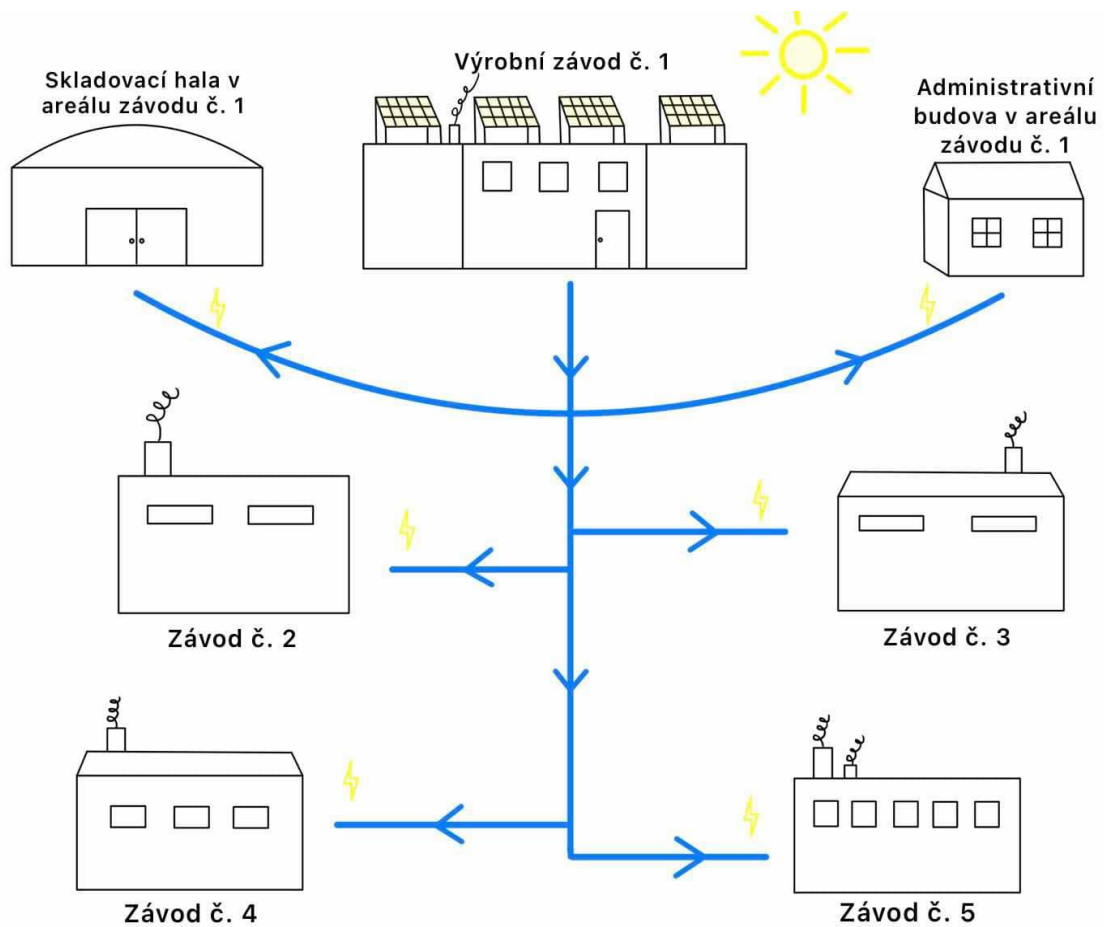 Skladovací hala v
areálu závodu č. 1
Výrobní závod č. 1
Administrativní
budova v areálu
závodu č. 1
Závod č. 2
Závod č. 3
Závod č. 4
Závod č. 5